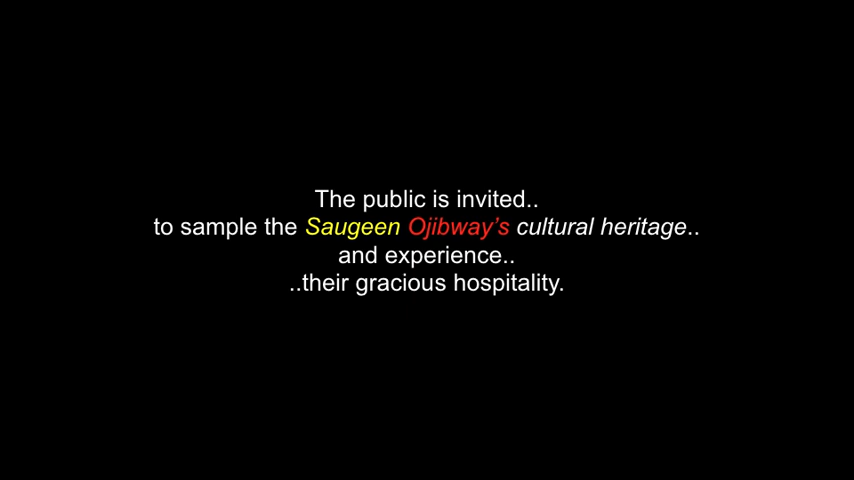 The public is invited..
to sample the Saugeen Ojibway’s cultural heritage..
and experience..
..their gracious hospitality.